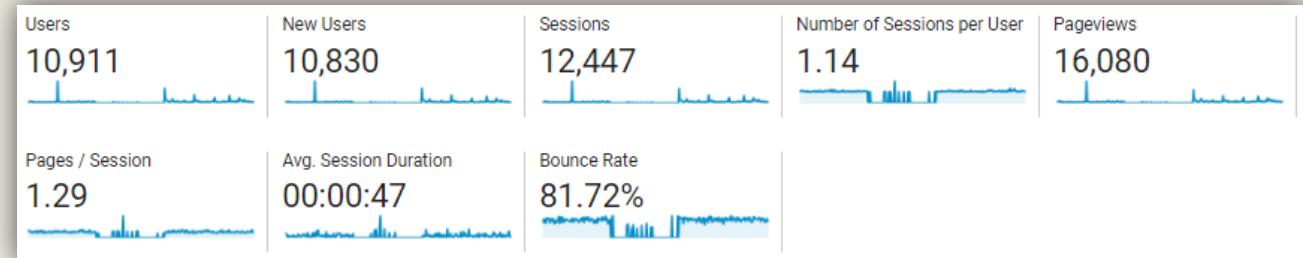 Users
10,911
New Users
10,830
Sessions
12,447
Number of Sessions per User
1.14
Pageviews
16,080
Pages / Session
1.29
Avg. Session Duration
00:00:47
Bounce Rate
81.72%